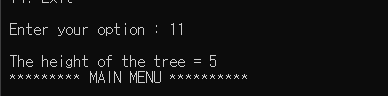 Enter your option : 11
The height of the tree = 5
********* MAIN MENU **********